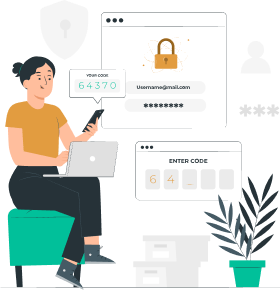 YOUR CODE
64370
Username@mail.com
********
***
ENTER CODE
6 4 _